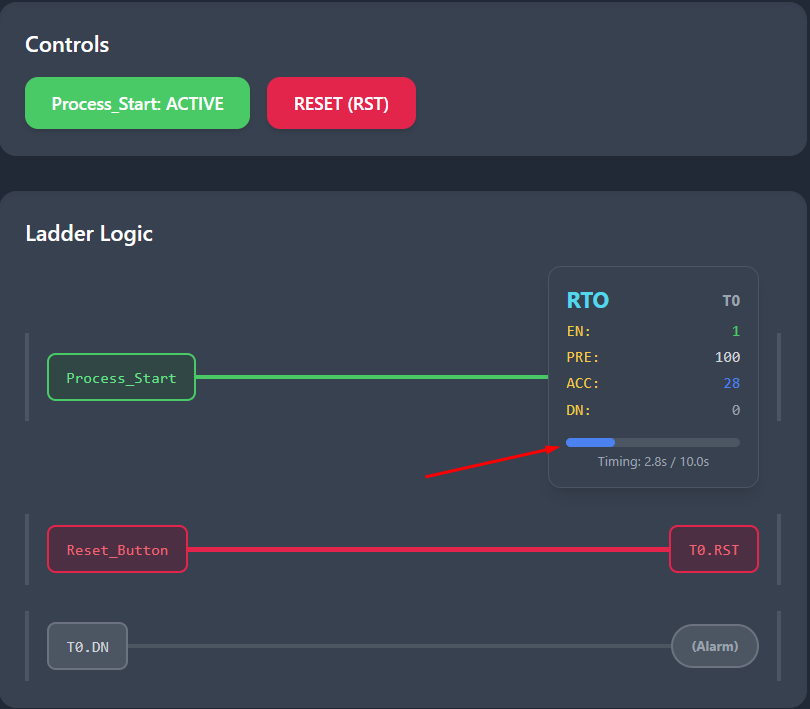 Controls
Process_Start: ACTIVE
RESET (RST)
Ladder Logic
RTO T0
EN: 1
PRE: 100
ACC: 28
DN: 0
Timing: 2.8s / 10.0s
Process_Start
Reset_Button
T0.RST
T0.DN
(Alarm)